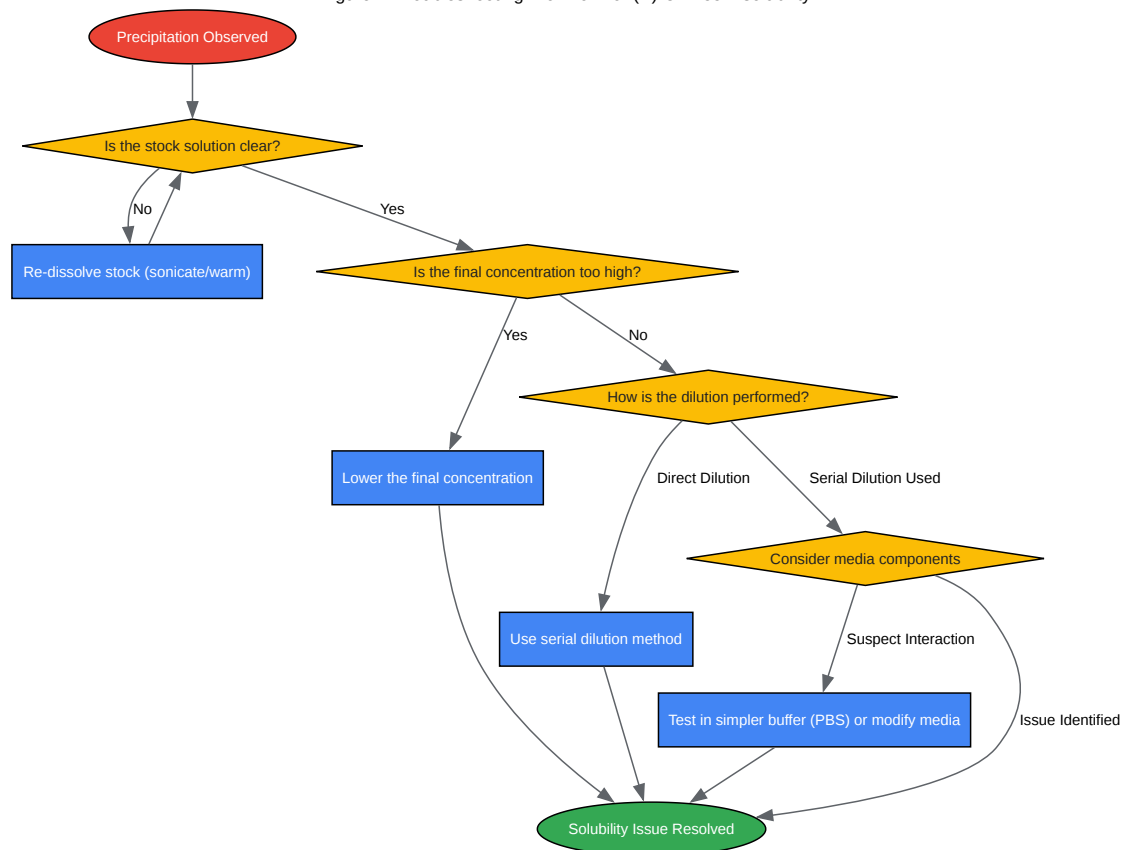 Precipitation Observed
Is the stock solution clear?
No
Yes
Re-dissolve stock (sonicate/warm)
Is the final concentration too high?
Yes
No
How is the dilution performed?
Lower the final concentration
Direct Dilution
Serial Dilution Used
Consider media components
Use serial dilution method
Suspect Interaction
Test in simpler buffer (PBS) or modify media
Issue Identified
Solubility Issue Resolved